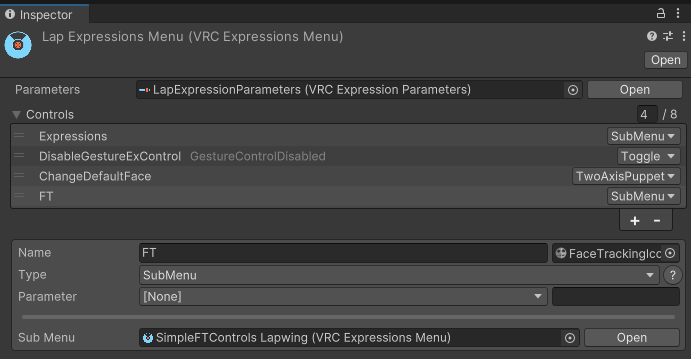 Inspector
Lap Expressions Menu (VRC Expressions Menu)
Open
Parameters LapExpressionParameters (VRC Expression Parameters) Open
Controls 4 / 8
Expressions SubMenu
DisableGestureExControl GestureControlDisabled Toggle
ChangeDefaultFace TwoAxisPuppet
FT SubMenu
+ -
Name FT FaceTrackingIco
Type SubMenu ?
Parameter [None]
Sub Menu SimpleFTControls Lapwing (VRC Expressions Menu) Open